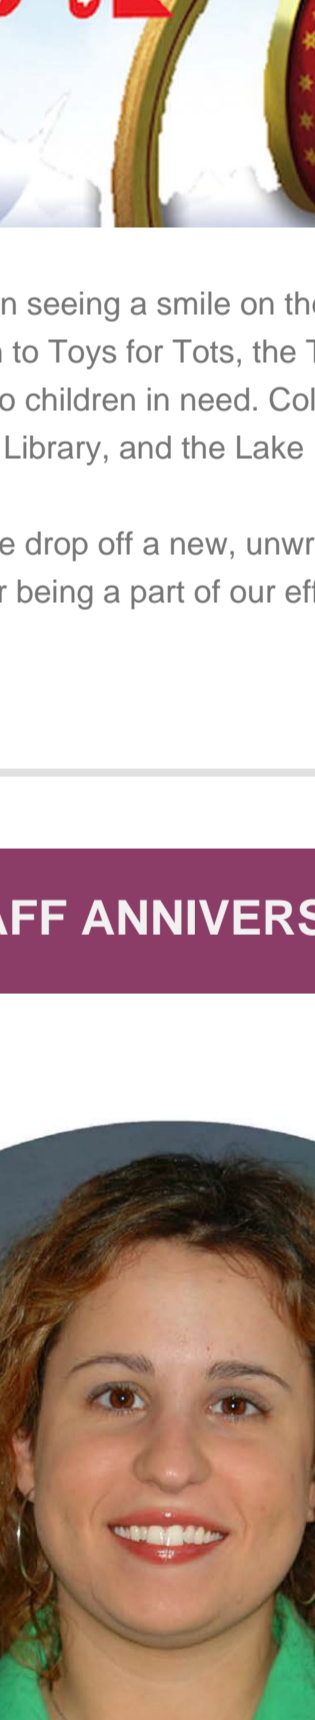 n seeing a smile on the
to Toys for Tots, the T
o children in need. Col
Library, and the Lake
e drop off a new, unwr
r being a part of our eff
AFF ANNIVERS